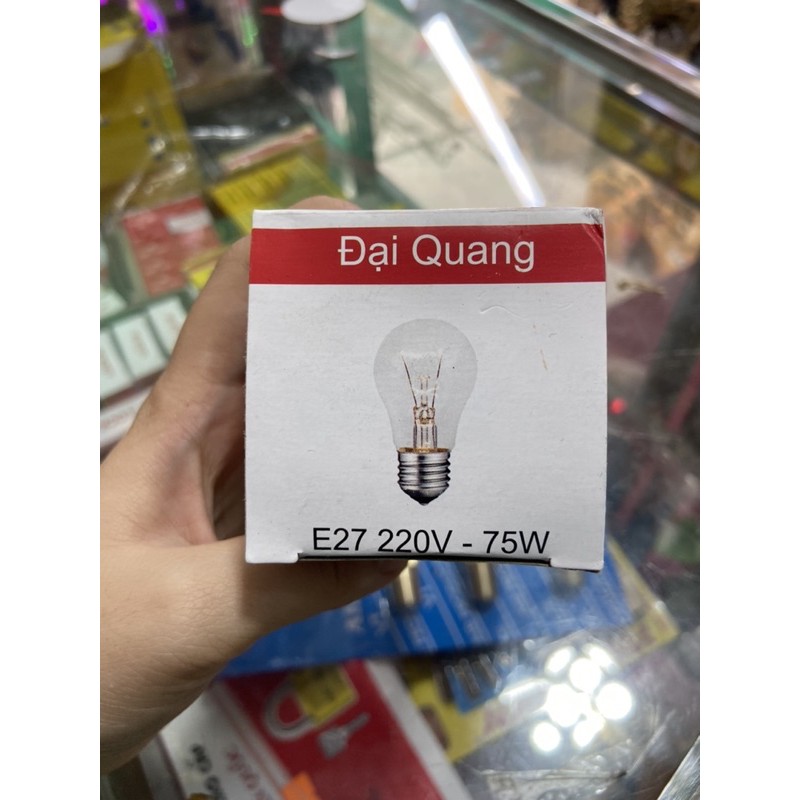 Đại Quang
E27 220V - 75W